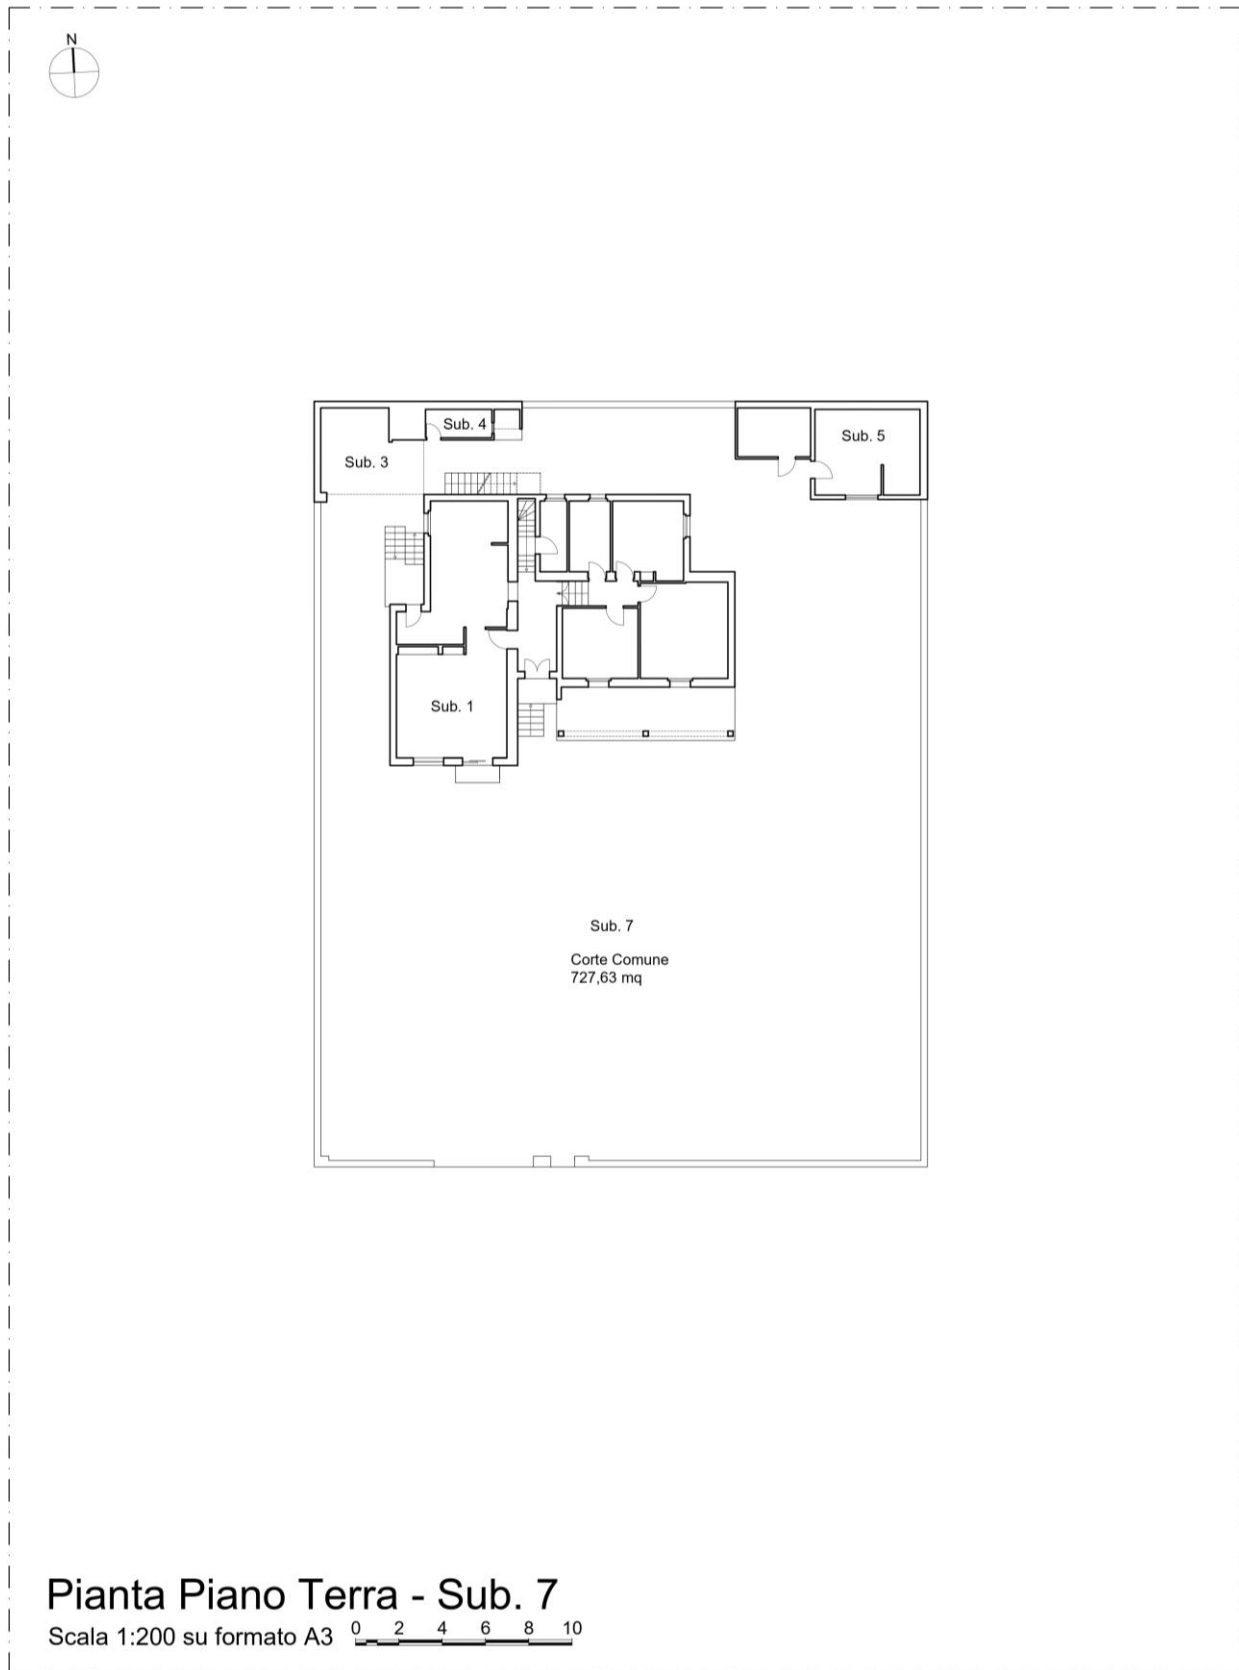 N
Sub. 4
Sub. 5
Sub. 3
Sub. 1
Sub. 7
Corte Comune
727,63 mq
Pianta Piano Terra - Sub. 7
Scala 1:200 su formato A3 0 2 4 6 8 10